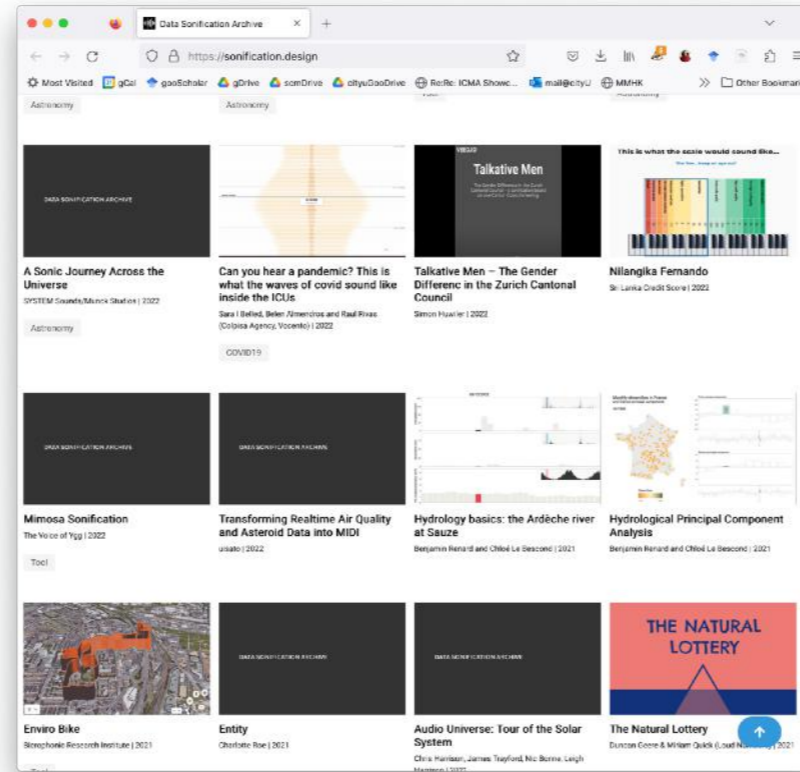 Data Sonification Archive
https://sonification.design
Most Visited gCal gooScholar gDrive scmDrive cityuGooDrive Re:Re: ICMA Showc... mail@cityU MMHK Other Bookmar
Astronomy Astronomy
DATA SONIFICATION ARCHIVE
Talkative Men
This is what the scale would sound like...
A Sonic Journey Across the
Universe
SYSTEM Sounds/Munck Studios | 2022
Astronomy
Can you hear a pandemic? This is
what the waves of covid sound like
inside the ICUs
Sara I Belled, Belen Almendros and Raul Rivas
(Colpisa Agency, Vocento) | 2022
COVID19
Talkative Men – The Gender
Differenc in the Zurich Cantonal
Council
Simon Huwiler | 2022
Nilangika Fernando
Sri Lanka Credit Score | 2022
DATA SONIFICATION ARCHIVE
DATA SONIFICATION ARCHIVE
Mimosa Sonification
The Voice of Ygg | 2022
Tool
Transforming Realtime Air Quality
and Asteroid Data into MIDI
| 2022
Hydrology basics: the Ardèche river
at Sauze
Benjamin Renard and Chloé Le Bescond | 2021
Hydrological Principal Component
Analysis
Benjamin Renard and Chloé Le Bescond | 2021
DATA SONIFICATION ARCHIVE
DATA SONIFICATION ARCHIVE
THE NATURAL
LOTTERY
Enviro Bike
Research Institute | 2021
Entity
Charlotte Roe | 2021
Audio Universe: Tour of the Solar
System
Chris Harrison, James Trayford, Nic Bonne, Leigh
The Natural Lottery
Duncan Geere & Miriam Quick (Loud 2021